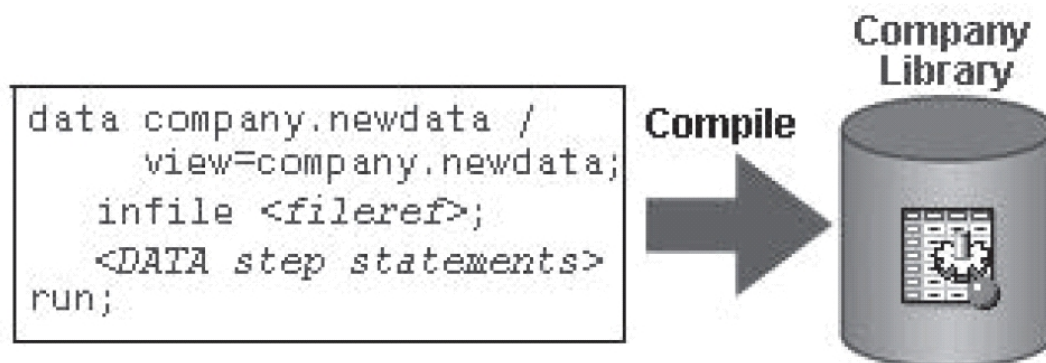 data company.newdata /
view=company.newdata;
infile <fileref>;
<DATA step statements>
run;
Compile
Company
Library